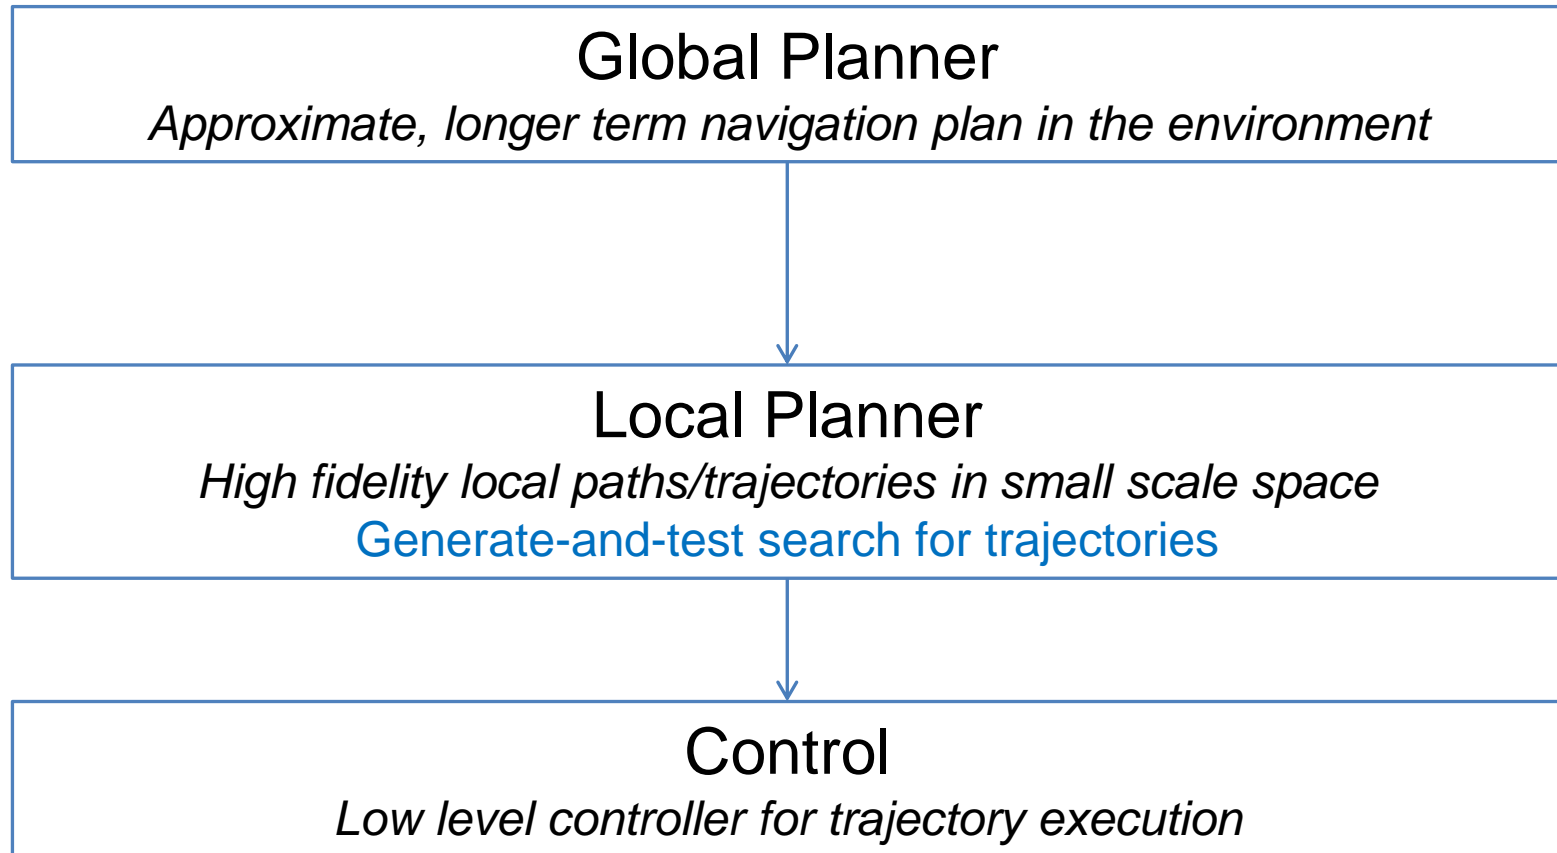 Global Planner
Approximate, longer term navigation plan in the environment
Local Planner
High fidelity local paths/trajectories in small scale space
Generate-and-test search for trajectories
Control
Low level controller for trajectory execution